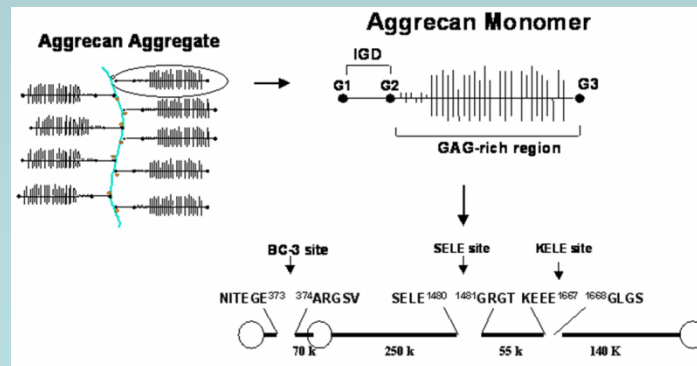 Aggrecan Aggregate
Aggrecan Monomer
IGD
G1
G2
G3
GAG-rich region
BC-3 site
SELE site
KELE site
NITEGE373 374ARGSV
SELE1480 1481GRGT
KEEE1667 1668GLGS
70 k
250 k
55 k
140 K